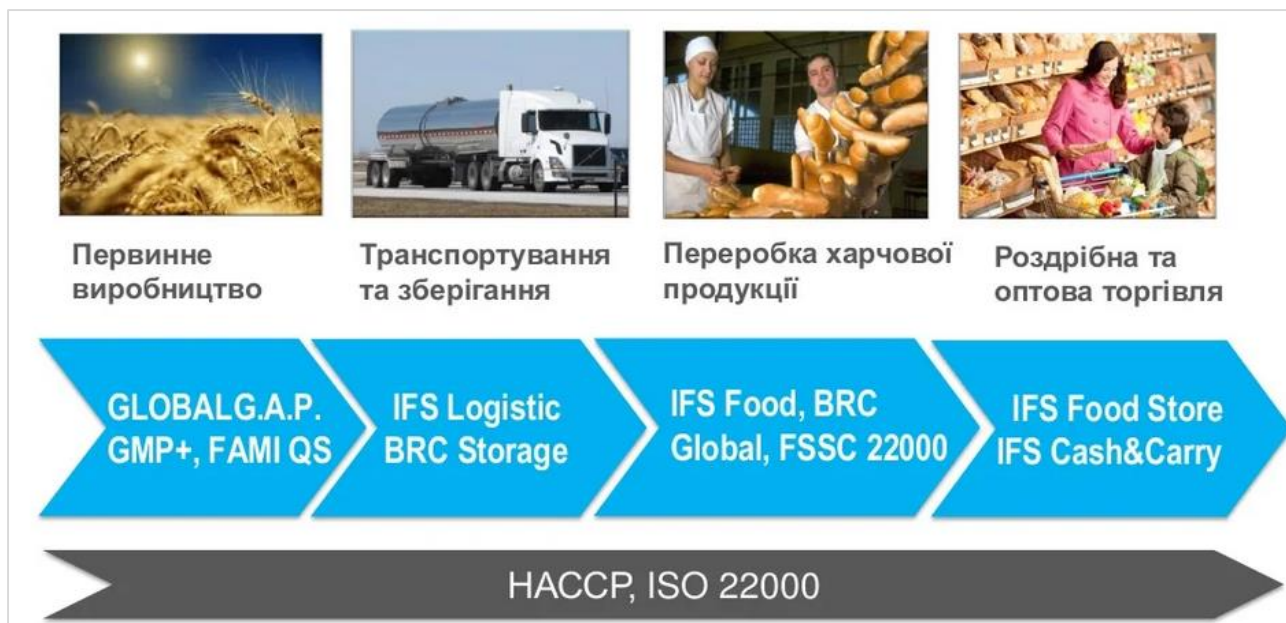 Первинне
виробництво
Транспортування
та зберігання
Переробка харчової
продукції
Роздрібна та
оптова торгівля
GLOBALG.A.P.
GMP+, FAMI QS
IFS Logistic
BRC Storage
IFS Food, BRC
Global, FSSC 22000
IFS Food Store
IFS Cash&Carry
HACCP, ISO 22000